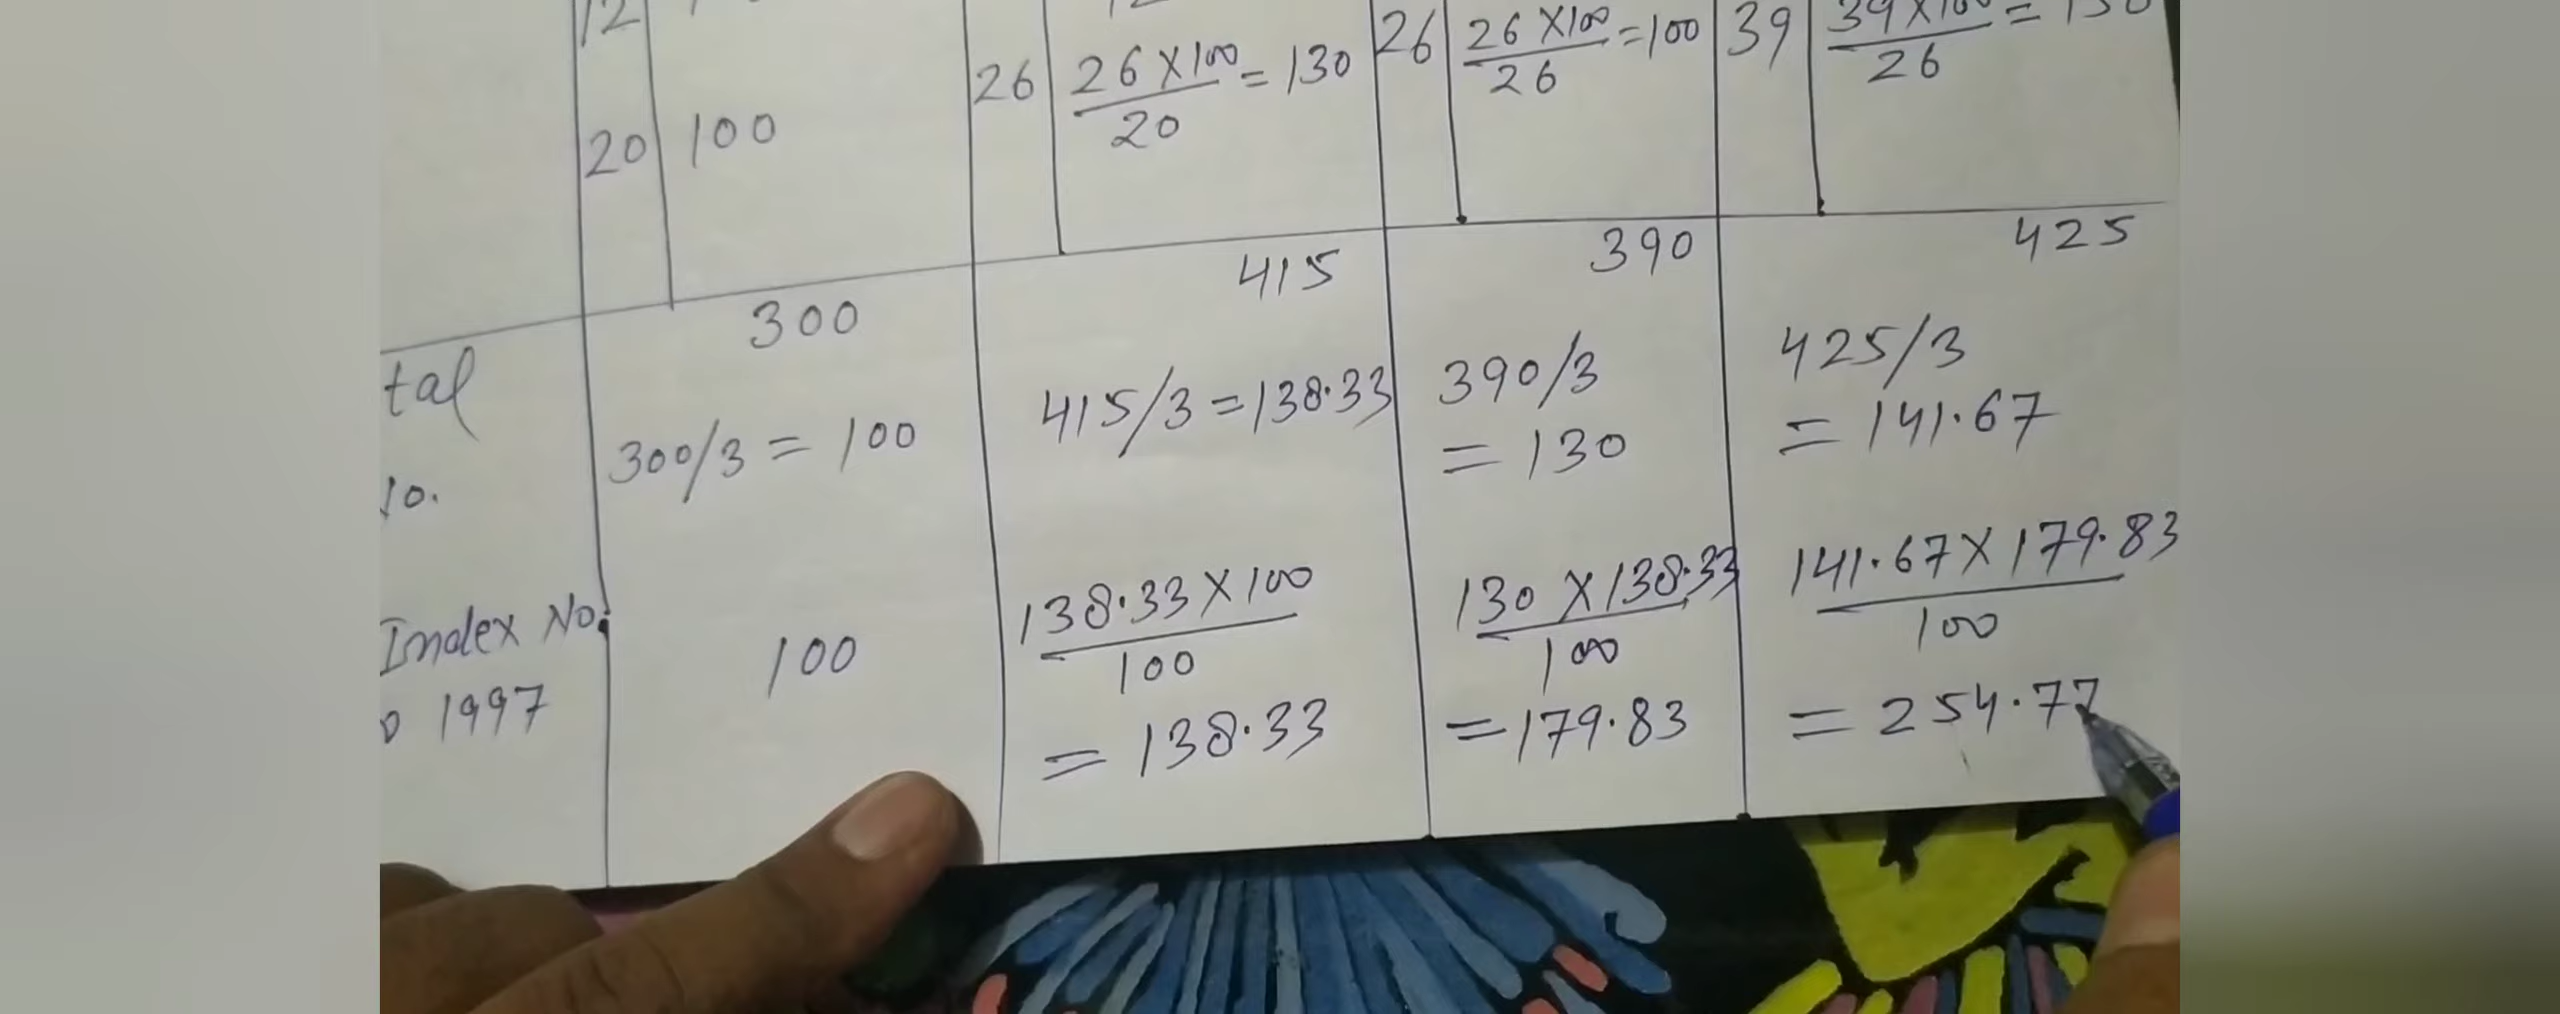 12
20 100
26 26 X 100 / 20 = 130
26 26 X 100 / 26 = 100
39 39 X 100 / 26 = 150
300 415 390 425
tal
300/3 = 100
415/3 = 138.33
390/3
= 130
425/3
= 141.67
Index No.
1997
100
138.33 X 100 / 100
= 138.33
130 X 138.33 / 100
= 179.83
141.67 X 179.83 / 100
= 254.77